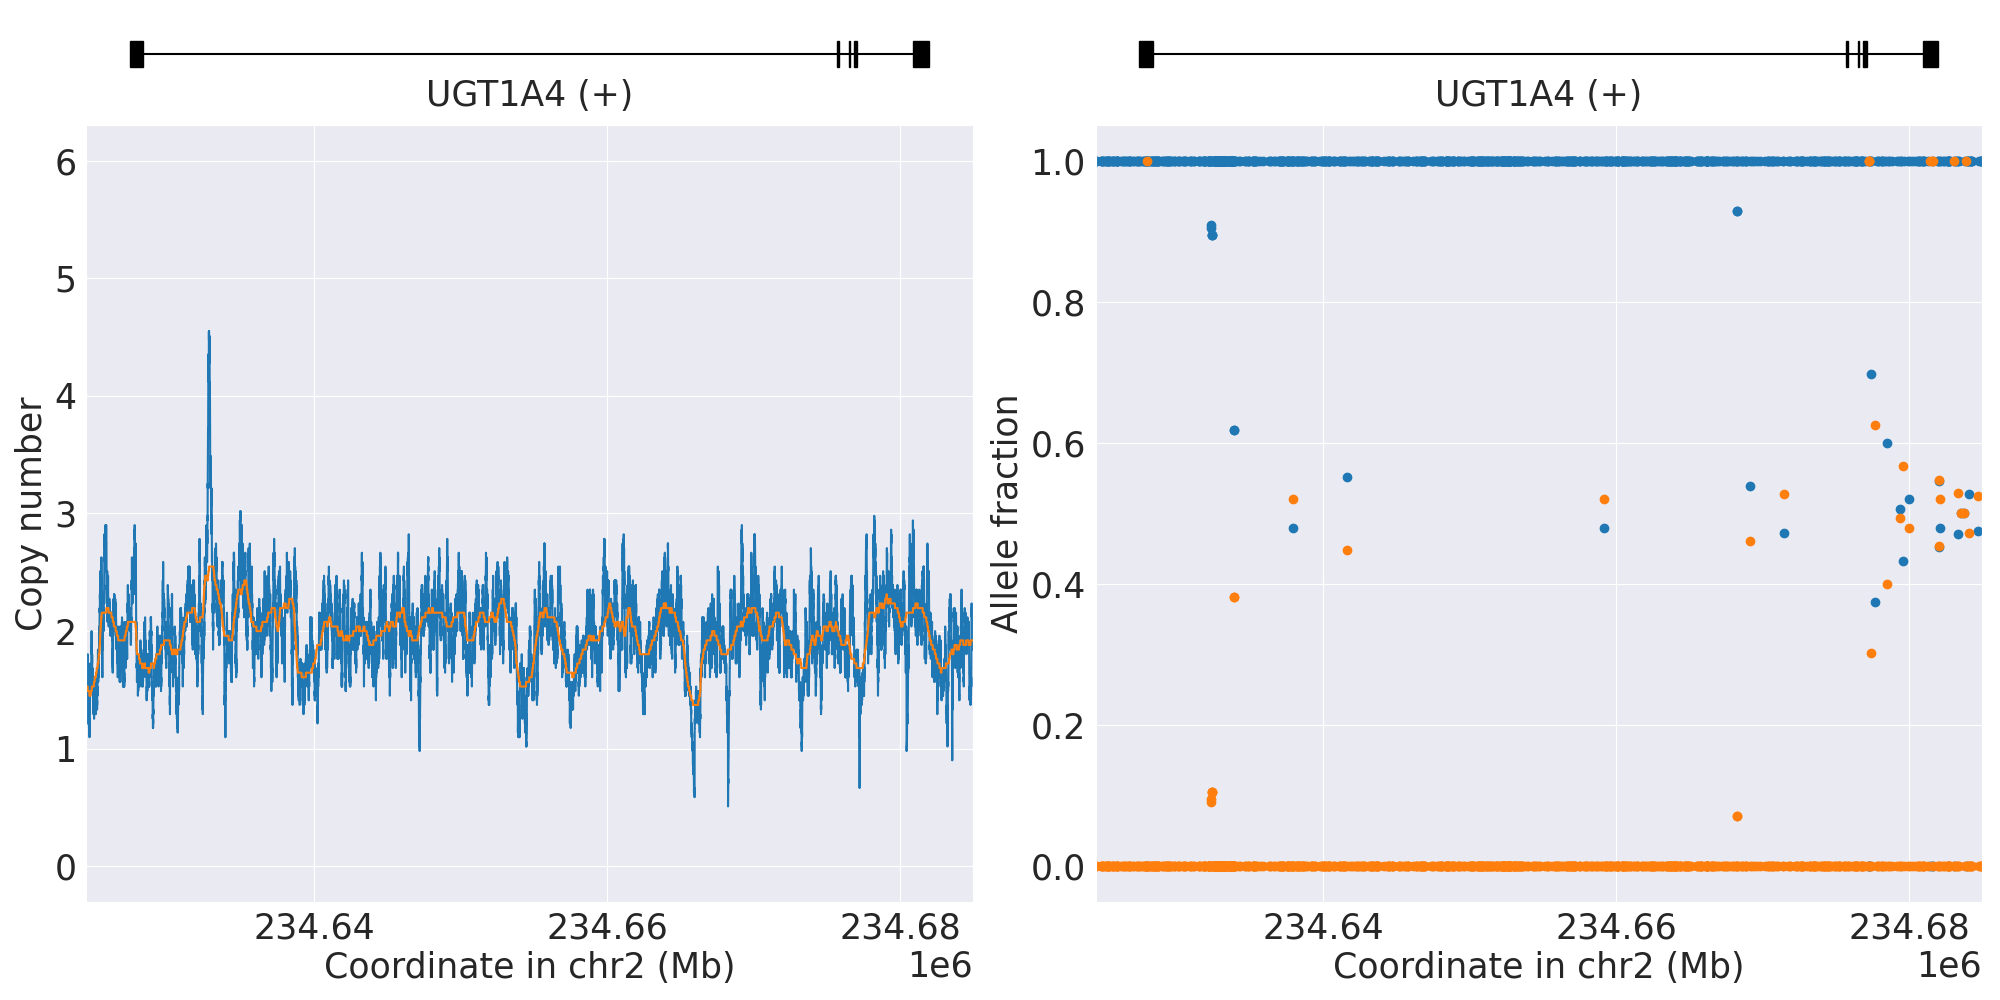 UGT1A4 (+)
6
5
4
3
2
1
0
Copy number
234.64 234.66 234.68
1e6
Coordinate in chr2 (Mb)
UGT1A4 (+)
1.0
0.8
0.6
0.4
0.2
0.0
Allele fraction
234.64 234.66 234.68
1e6
Coordinate in chr2 (Mb)